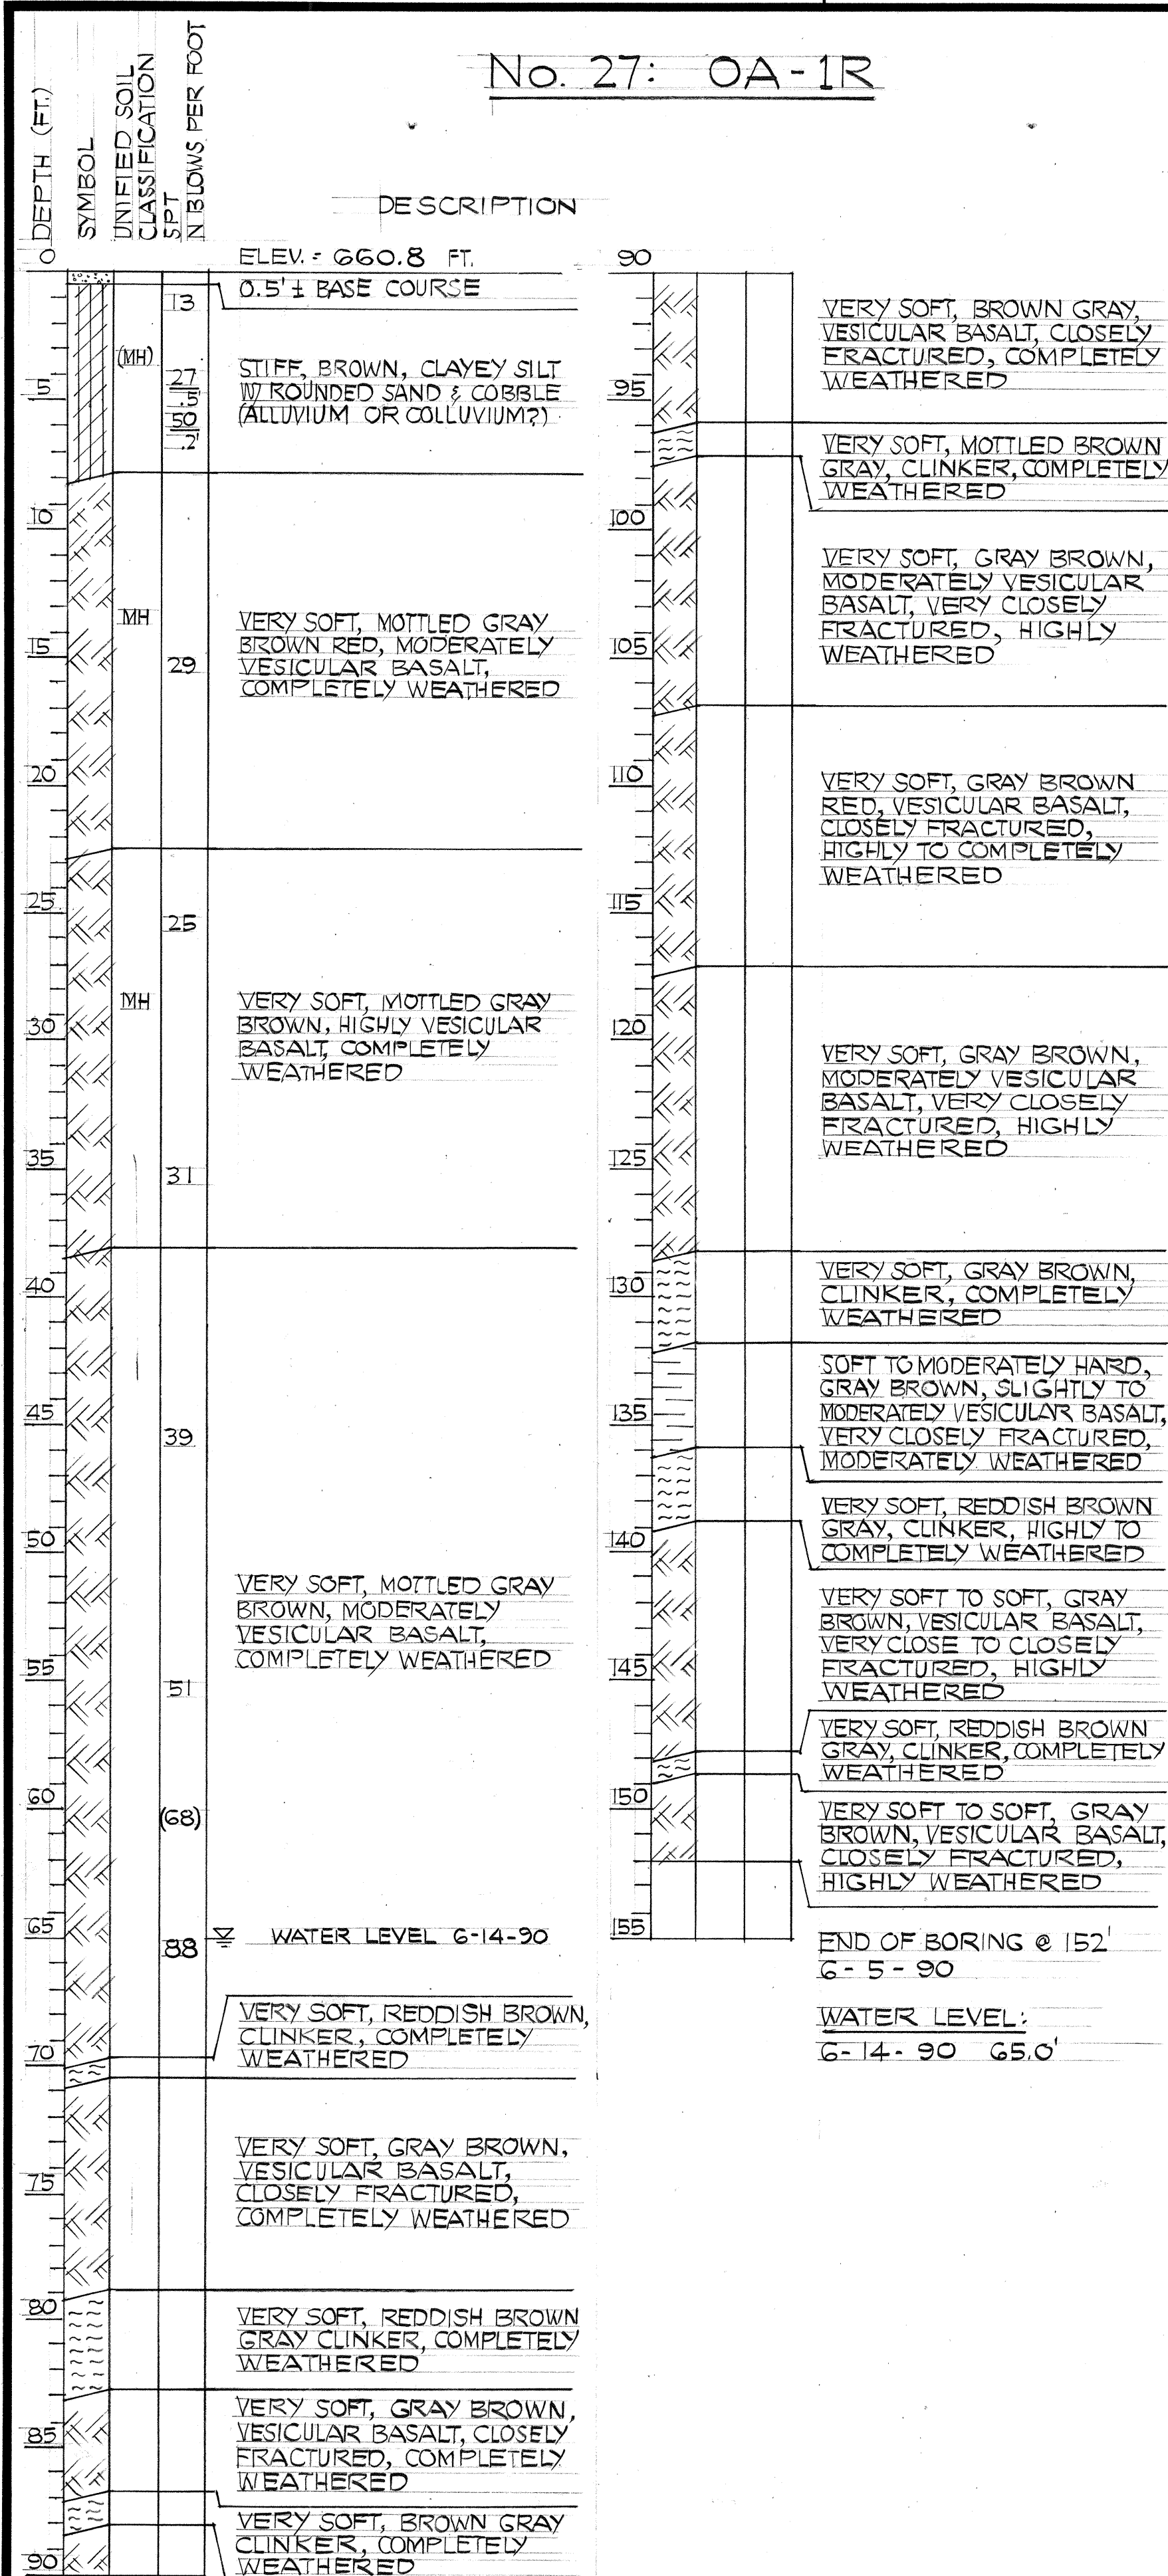 No. 27: OA-1R
DEPTH (FT.)
SYMBOL
UNIFIED SOIL
CLASSIFICATION
SPT
N BLOWS PER FOOT
DESCRIPTION
0
ELEV. = 660.8 FT.
0.5' ± BASE COURSE
13
(MH)
27
.5'
5
50
.2'
STIFF, BROWN, CLAYEY SILT
W/ ROUNDED SAND & COBBLE
(ALLUVIUM OR COLLUVIUM?)
10
MH
15
29
VERY SOFT, MOTTLED GRAY
BROWN RED, MODERATELY
VESICULAR BASALT,
COMPLETELY WEATHERED
20
25
25
MH
30
VERY SOFT, MOTTLED GRAY
BROWN, HIGHLY VESICULAR
BASALT, COMPLETELY
WEATHERED
35
31
40
45
39
50
VERY SOFT, MOTTLED GRAY
BROWN, MODERATELY
VESICULAR BASALT,
COMPLETELY WEATHERED
55
51
60
(68)
65
88
WATER LEVEL 6-14-90
VERY SOFT, REDDISH BROWN,
CLINKER, COMPLETELY
WEATHERED
70
VERY SOFT, GRAY BROWN,
VESICULAR BASALT,
CLOSELY FRACTURED,
COMPLETELY WEATHERED
75
80
VERY SOFT, REDDISH BROWN
GRAY CLINKER, COMPLETELY
WEATHERED
VERY SOFT, GRAY BROWN,
VESICULAR BASALT, CLOSELY
FRACTURED, COMPLETELY
WEATHERED
85
VERY SOFT, BROWN GRAY
CLINKER, COMPLETELY
WEATHERED
90
90
VERY SOFT, BROWN GRAY,
VESICULAR BASALT, CLOSELY
FRACTURED, COMPLETELY
WEATHERED
95
VERY SOFT, MOTTLED BROWN
GRAY, CLINKER, COMPLETELY
WEATHERED
100
VERY SOFT, GRAY BROWN,
MODERATELY VESICULAR
BASALT, VERY CLOSELY
FRACTURED, HIGHLY
WEATHERED
105
110
VERY SOFT, GRAY BROWN
RED, VESICULAR BASALT,
CLOSELY FRACTURED,
HIGHLY TO COMPLETELY
WEATHERED
115
120
VERY SOFT, GRAY BROWN,
MODERATELY VESICULAR
BASALT, VERY CLOSELY
FRACTURED, HIGHLY
WEATHERED
125
130
VERY SOFT, GRAY BROWN,
CLINKER, COMPLETELY
WEATHERED
SOFT TO MODERATELY HARD,
GRAY BROWN, SLIGHTLY TO
MODERATELY VESICULAR BASALT,
VERY CLOSELY FRACTURED,
MODERATELY WEATHERED
135
VERY SOFT, REDDISH BROWN
GRAY, CLINKER, HIGHLY TO
COMPLETELY WEATHERED
140
VERY SOFT TO SOFT, GRAY
BROWN, VESICULAR BASALT,
VERY CLOSE TO CLOSELY
FRACTURED, HIGHLY
WEATHERED
145
VERY SOFT, REDDISH BROWN
GRAY, CLINKER, COMPLETELY
WEATHERED
150
VERY SOFT TO SOFT, GRAY
BROWN, VESICULAR BASALT,
CLOSELY FRACTURED,
HIGHLY WEATHERED
155
END OF BORING @ 152'
6-5-90
WATER LEVEL:
6-14-90 65.0'